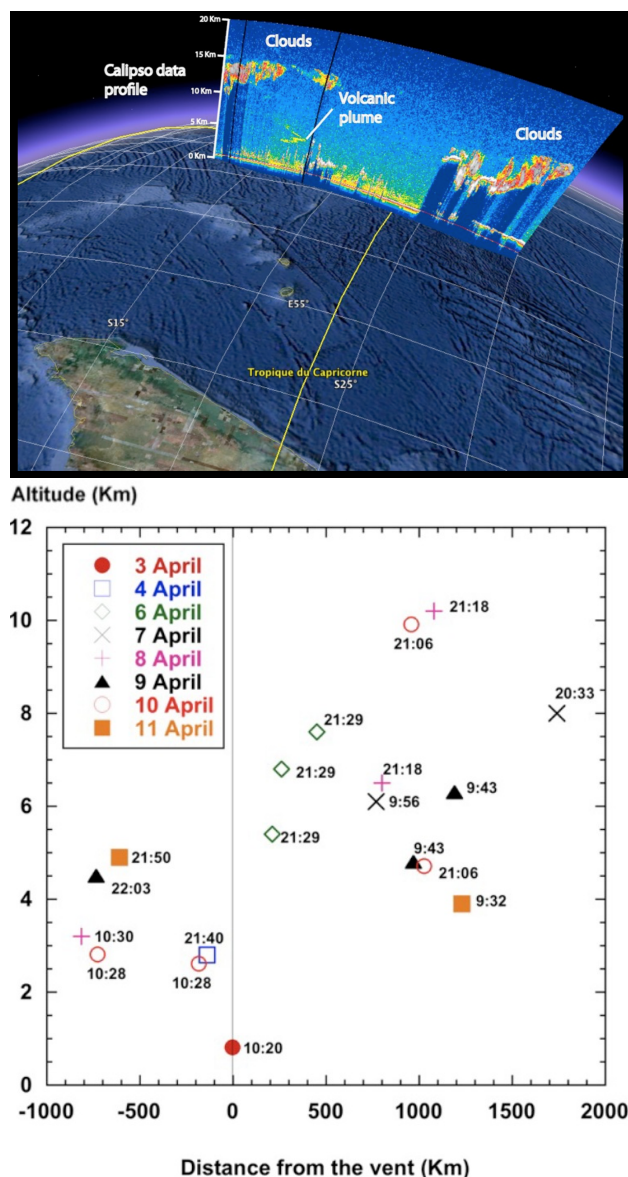 20 Km
Clouds
15 Km
Calipso data
profile
10 Km
Volcanic
plume
5 Km
Clouds
0 Km
E55°
S15°
Tropique du Capricorne
S25°
Altitude (Km)
12
3 April
4 April
21:18
10
6 April
21:06
7 April
8 April
20:33
9 April
8
21:29
10 April
11 April
21:29
21:18
9:43
6
9:56
21:29
9:43
21:50
21:06
4
22:03
9:32
10:30
21:40
10:28
10:28
2
10:20
0
-1000 -500 0 500 1000 1500 2000
Distance from the vent (Km)